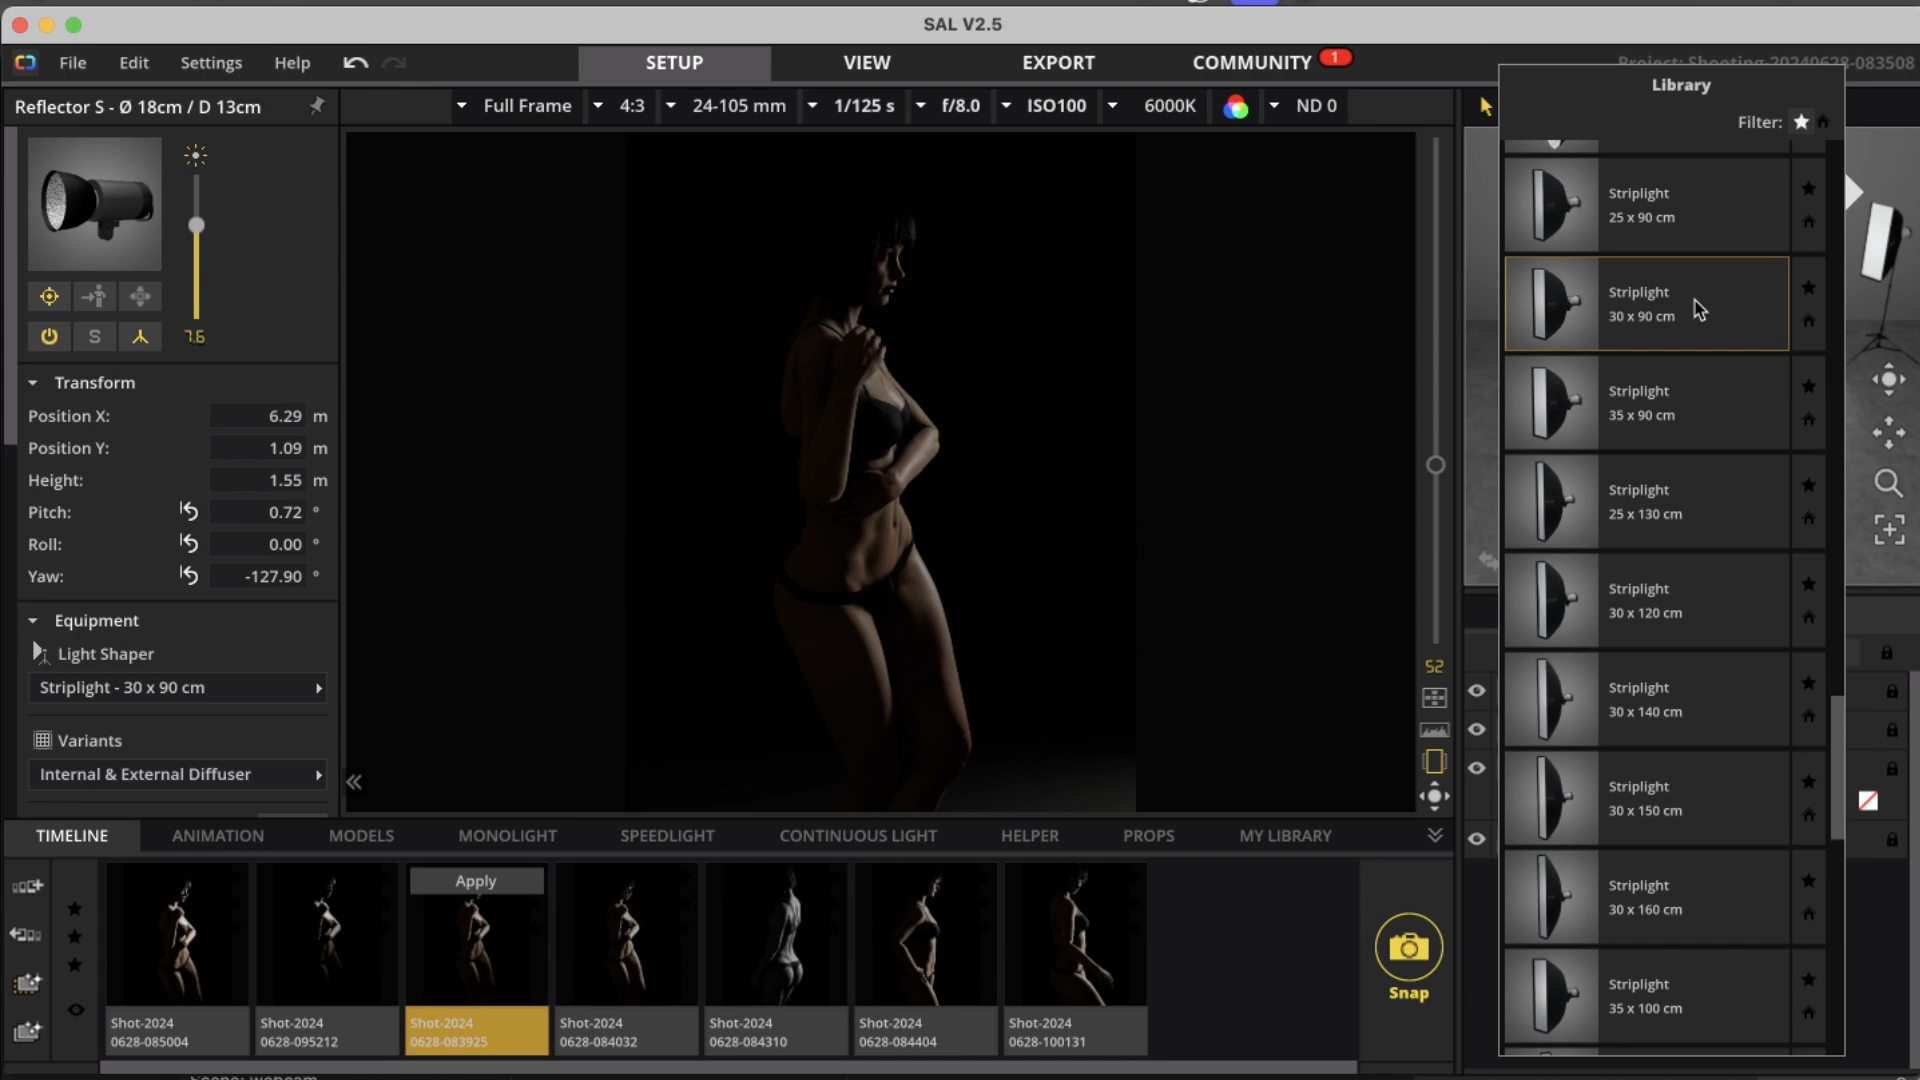 SAL V2.5
File Edit Settings Help
SETUP VIEW EXPORT COMMUNITY 1
Project: Shooting-20240628-083508
Reflector S - Ø 18cm / D 13cm
Full Frame 4:3 24-105 mm 1/125 s f/8.0 ISO100 6000K ND 0
7.6
S
Transform
Position X: 6.29 m
Position Y: 1.09 m
Height: 1.55 m
Pitch: 0.72 °
Roll: 0.00 °
Yaw: -127.90 °
Equipment
Light Shaper
Striplight - 30 x 90 cm
Variants
Internal & External Diffuser
52
Library
Filter:
Striplight
25 x 90 cm
Striplight
30 x 90 cm
Striplight
35 x 90 cm
Striplight
25 x 130 cm
Striplight
30 x 120 cm
Striplight
30 x 140 cm
Striplight
30 x 150 cm
Striplight
30 x 160 cm
Striplight
35 x 100 cm
TIMELINE ANIMATION MODELS MONOLIGHT SPEEDLIGHT CONTINUOUS LIGHT HELPER PROPS MY LIBRARY
Apply
Shot-2024
0628-085004
Shot-2024
0628-095212
Shot-2024
0628-083925
Shot-2024
0628-084032
Shot-2024
0628-084310
Shot-2024
0628-084404
Shot-2024
0628-100131
Snap